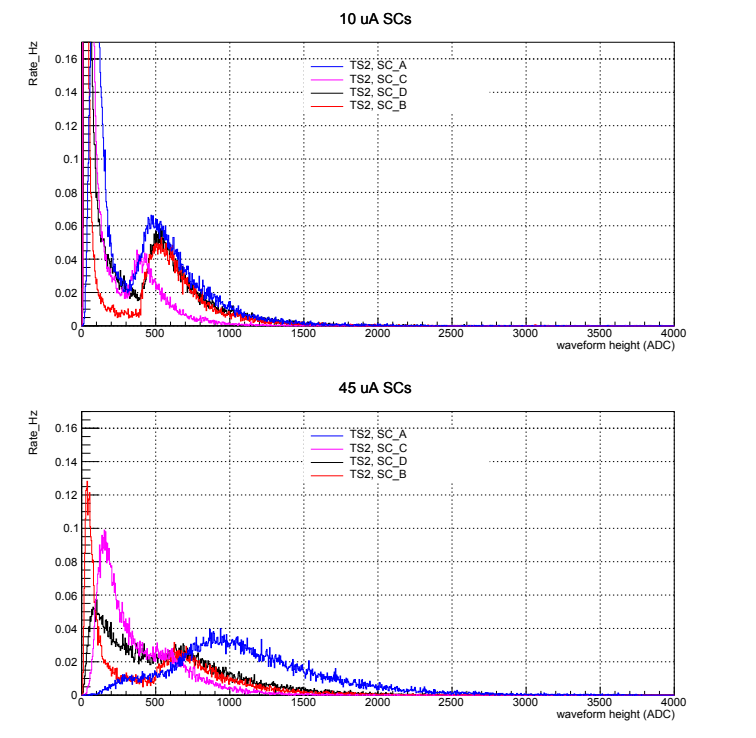 10 uA SCs
Rate_Hz
0.16
0.14
0.12
0.1
0.08
0.06
0.04
0.02
0
TS2, SC_A
TS2, SC_C
TS2, SC_D
TS2, SC_B
0 500 1000 1500 2000 2500 3000 3500 4000
waveform height (ADC)
45 uA SCs
Rate_Hz
0.16
0.14
0.12
0.1
0.08
0.06
0.04
0.02
0
TS2, SC_A
TS2, SC_C
TS2, SC_D
TS2, SC_B
0 500 1000 1500 2000 2500 3000 3500 4000
waveform height (ADC)